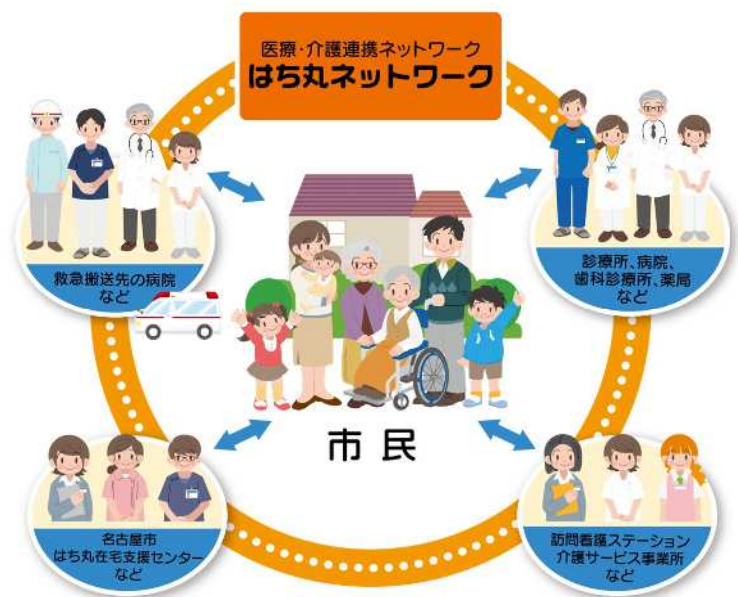 医療・介護連携ネットワーク
はち丸ネットワーク
救急搬送先の病院
など
診療所、病院、
歯科診療所、薬局
など
市民
名古屋市
はち丸在宅支援センター
など
訪問看護ステーション
介護サービス事業所
など